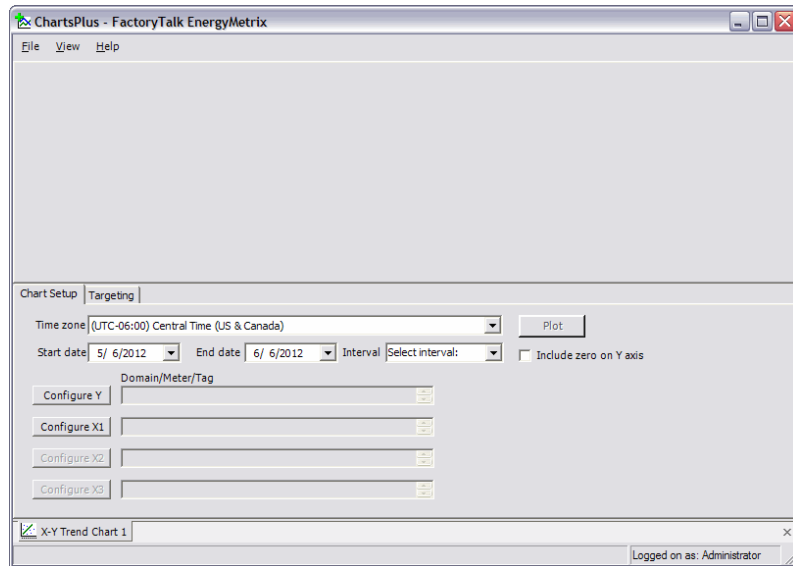 ChartsPlus - FactoryTalk EnergyMetrix
File View Help
Chart Setup Targeting
Time zone (UTC-06:00) Central Time (US & Canada) Plot
Start date 5/ 6/2012 End date 6/ 6/2012 Interval Select interval: Include zero on Y axis
Domain/Meter/Tag
Configure Y
Configure X1
Configure X2
Configure X3
X-Y Trend Chart 1
Logged on as: Administrator